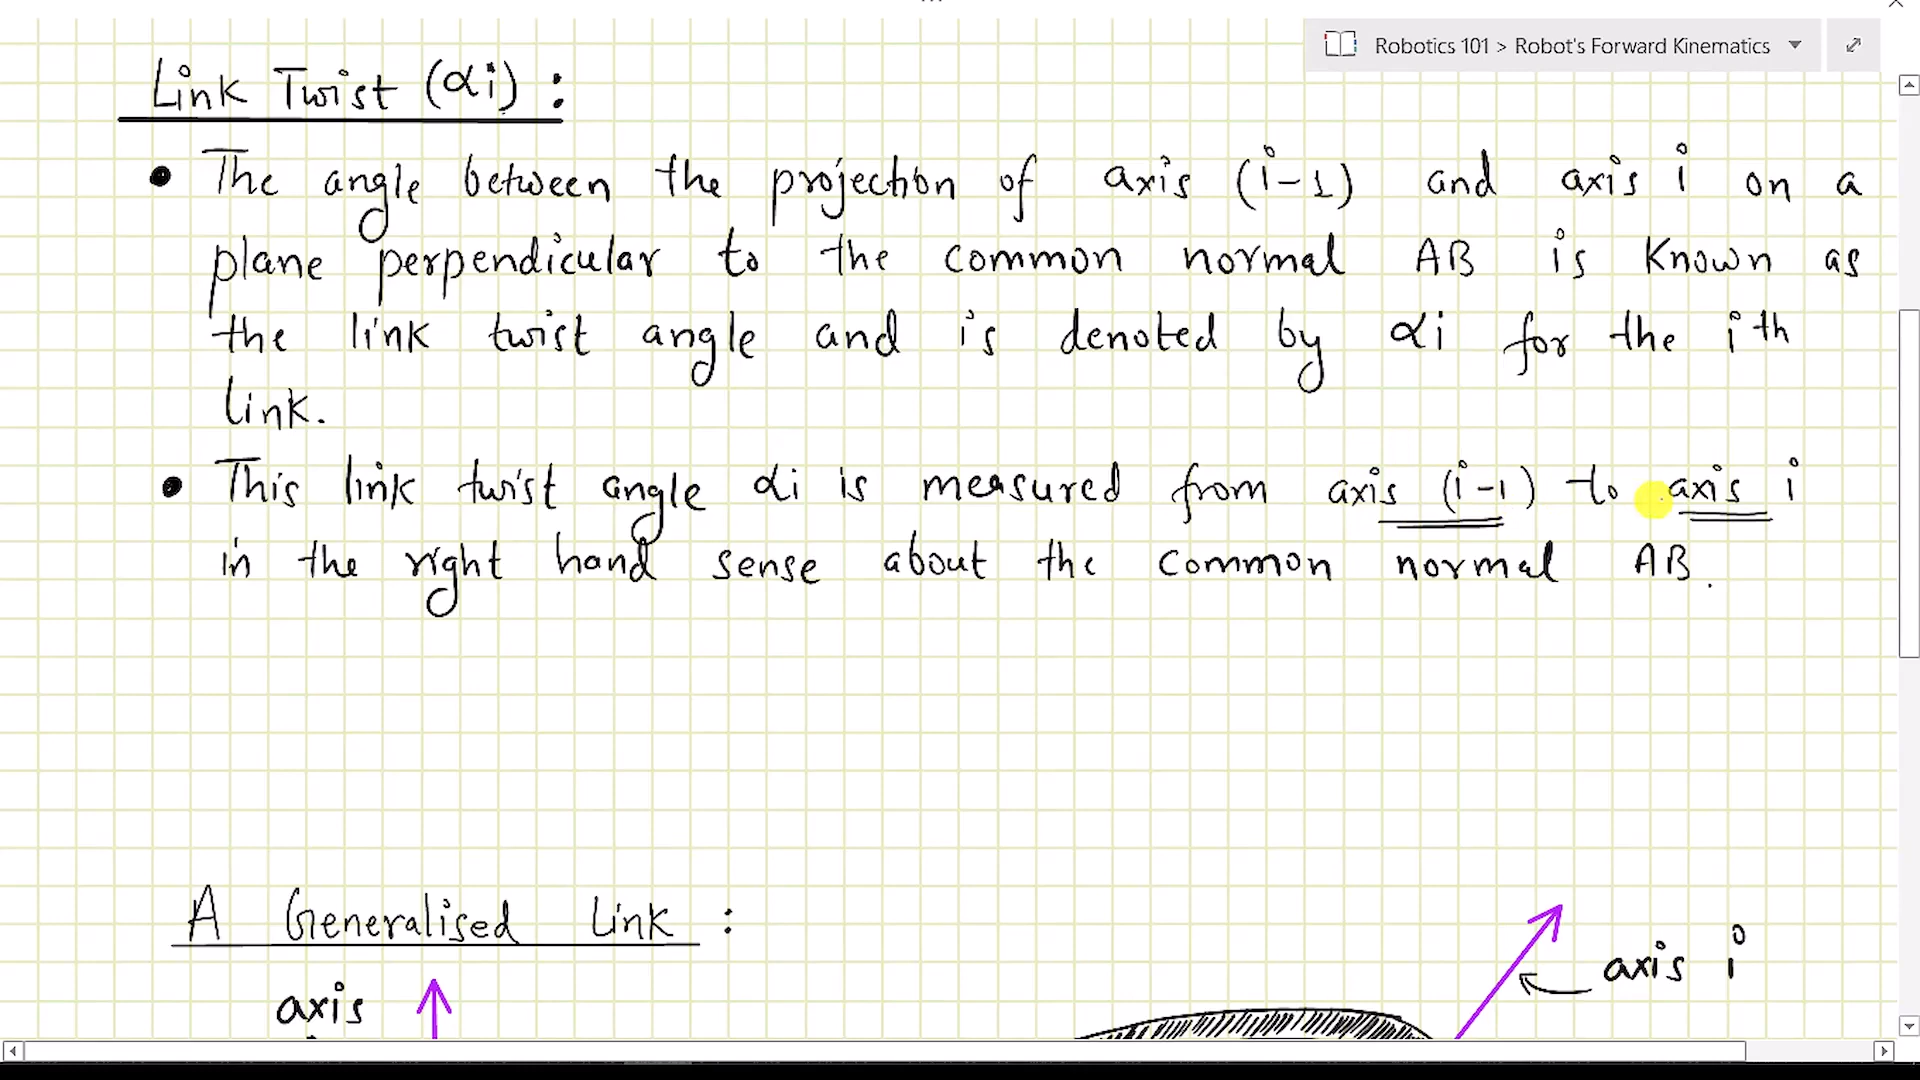 Robotics 101 > Robot's Forward Kinematics
Link Twist (αi) :
• The angle between the projection of axis (i-1) and axis i on a
plane perpendicular to the common normal AB is known as
the link twist angle and is denoted by αi for the ith
link.
• This link twist angle αi is measured from axis (i-1) to axis i
in the right hand sense about the common normal AB.
A Generalised Link :
axis i
axis